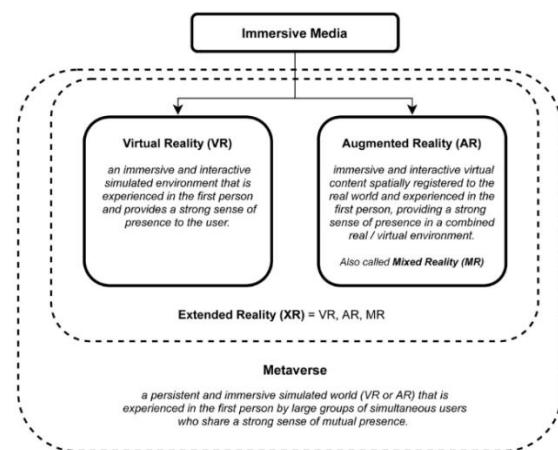 Immersive Media
Virtual Reality (VR)
an immersive and interactive
simulated environment that is
experienced in the first person
and provides a strong sense of
presence to the user.
Augmented Reality (AR)
immersive and interactive virtual
content spatially registered to the
real world and experienced in the
first person, providing a strong
sense of presence in a combined
real / virtual environment.
Also called Mixed Reality (MR)
Extended Reality (XR) = VR, AR, MR
Metaverse
a persistent and immersive simulated world (VR or AR) that is
experienced in the first person by large groups of simultaneous users
who share a strong sense of mutual presence.